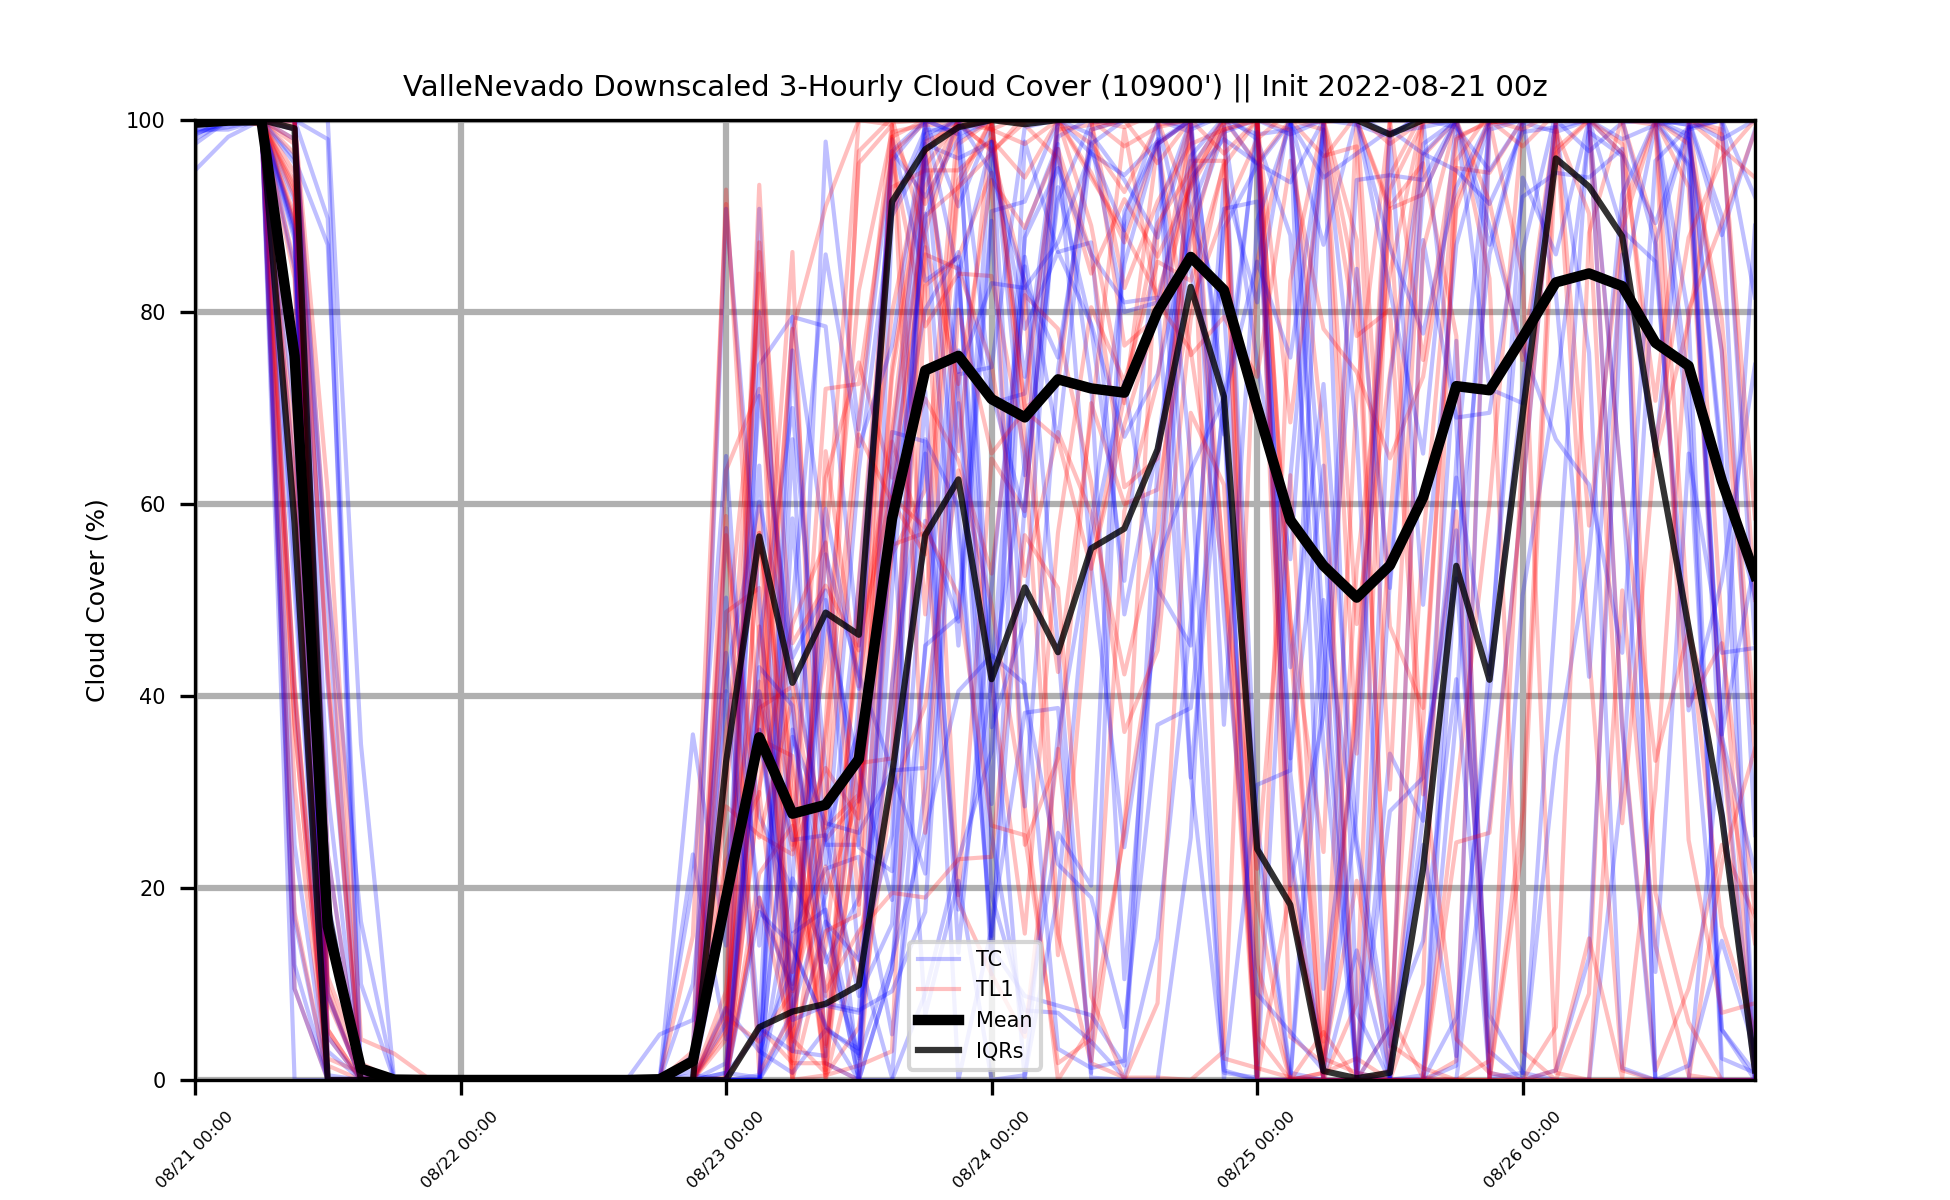 ValleNevado Downscaled 3-Hourly Cloud Cover (10900') || Init 2022-08-21 00z
Cloud Cover (%)
100
80
60
40
20
0
TC
TL1
Mean
IQRs
08/21 00:00
08/22 00:00
08/23 00:00
08/24 00:00
08/25 00:00
08/26 00:00